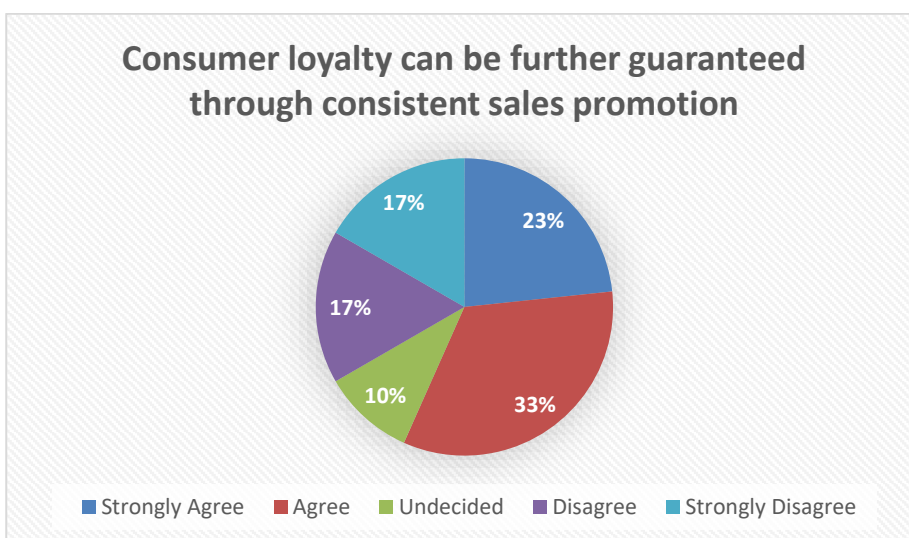 Consumer loyalty can be further guaranteed
through consistent sales promotion
17%
23%
17%
10%
33%
Strongly Agree Agree Undecided Disagree Strongly Disagree